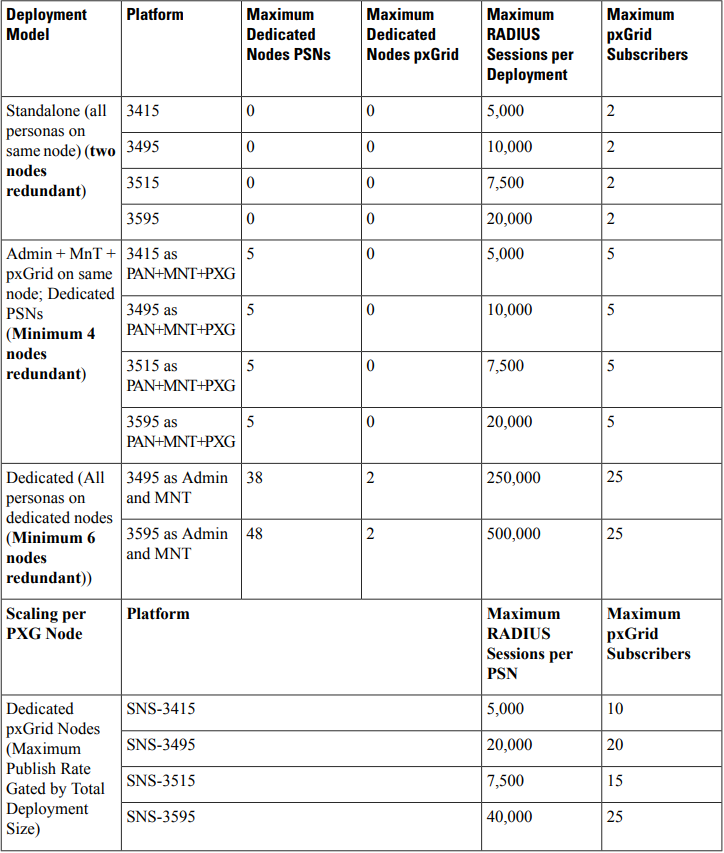 Deployment Model
Platform
Maximum Dedicated Nodes PSNs
Maximum Dedicated Nodes pxGrid
Maximum RADIUS Sessions per Deployment
Maximum pxGrid Subscribers
Standalone (all
personas on
same node) (two
nodes
redundant)
3415
0
0
5,000
2
3495
0
0
10,000
2
3515
0
0
7,500
2
3595
0
0
20,000
2
Admin + MnT +
pxGrid on same
node; Dedicated
PSNs
(Minimum 4
nodes
redundant)
3415 as
PAN+MNT+PXG
5
0
5,000
5
3495 as
PAN+MNT+PXG
5
0
10,000
5
3515 as
PAN+MNT+PXG
5
0
7,500
5
3595 as
PAN+MNT+PXG
5
0
20,000
5
Dedicated (All
personas on
dedicated nodes
(Minimum 6
nodes
redundant))
3495 as Admin
and MNT
38
2
250,000
25
3595 as Admin
and MNT
48
2
500,000
25
Scaling per
PXG Node
Platform
Maximum
RADIUS
Sessions per
PSN
Maximum
pxGrid
Subscribers
Dedicated
pxGrid Nodes
(Maximum
Publish Rate
Gated by Total
Deployment
Size)
SNS-3415
5,000
10
SNS-3495
20,000
20
SNS-3515
7,500
15
SNS-3595
40,000
25